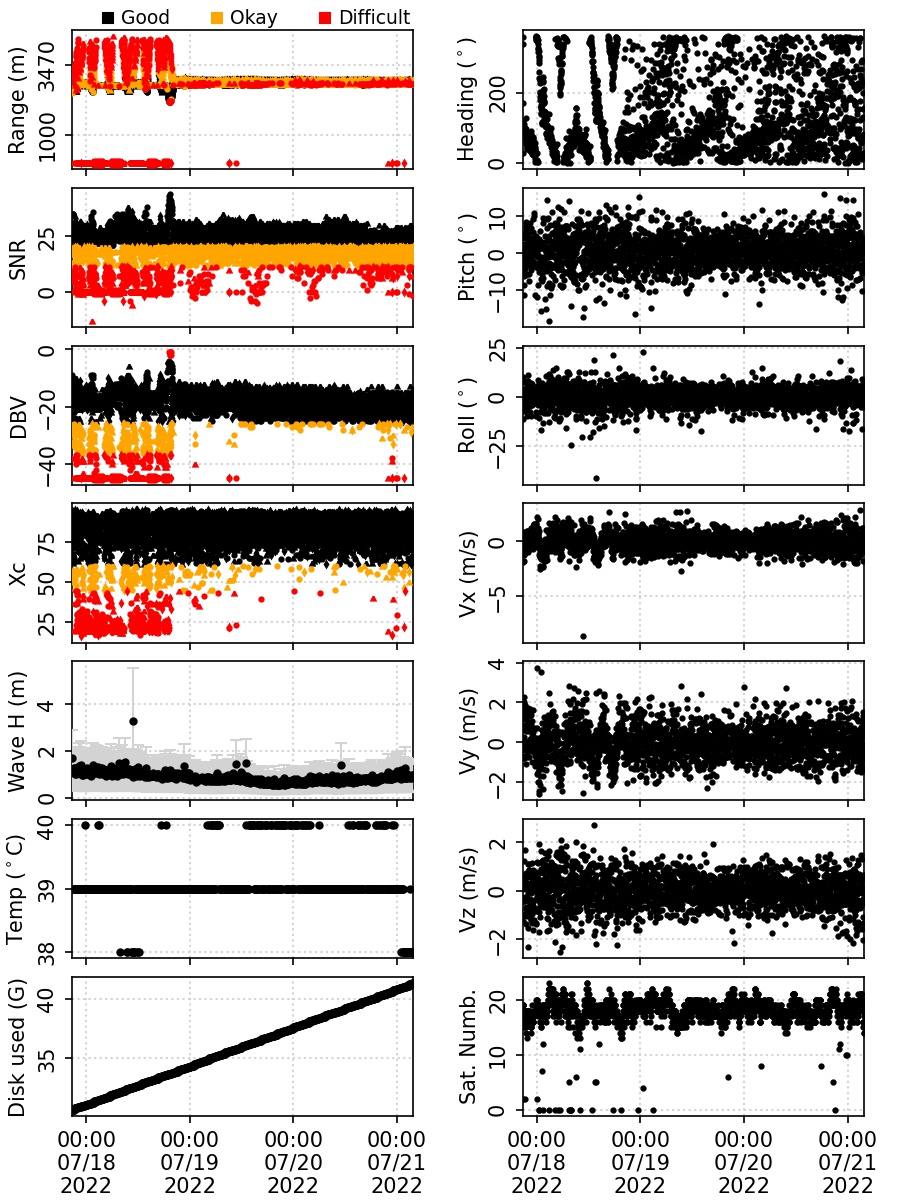 Good Okay Difficult
Range (m)
3470
1000
Heading (°)
200
0
SNR
25
0
Pitch (°)
10
0
−10
DBV
0
−20
−40
Roll (°)
25
0
−25
Xc
75
50
25
Vx (m/s)
0
−5
Wave H (m)
4
2
0
Vy (m/s)
4
2
0
−2
Temp (°C)
40
39
38
Vz (m/s)
2
0
−2
Disk used (G)
40
35
Sat. Numb.
20
10
0
00:00 00:00 00:00 00:00
07/18 07/19 07/20 07/21
2022 2022 2022 2022
00:00 00:00 00:00 00:00
07/18 07/19 07/20 07/21
2022 2022 2022 2022